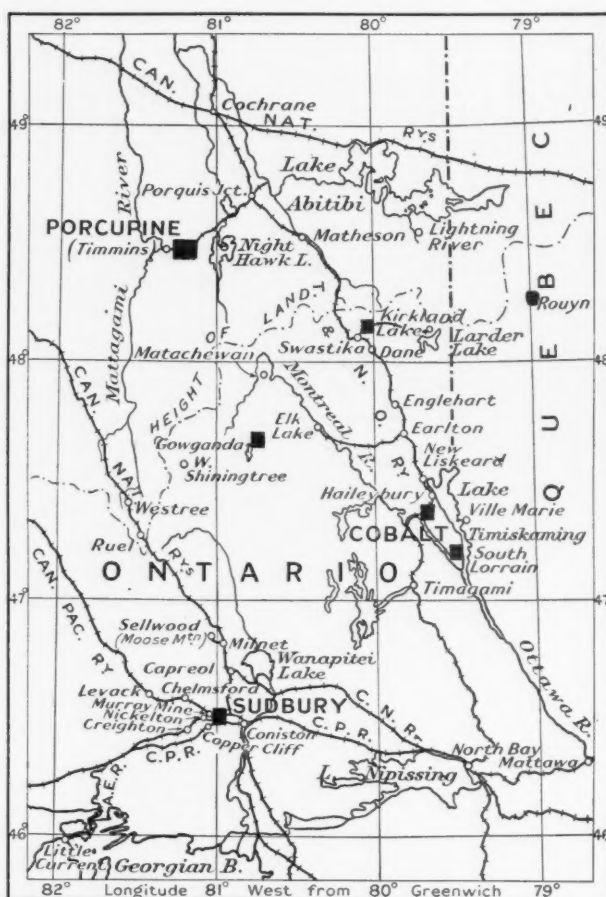 82° 81° 80° 79°
CAN. NAT. RYS
Cochrane
49° 49°
Lake Abitibi
Porquis Jct.
Mattagami River
PORCUPINE
(Timmins)
Night Hawk L.
Matheson
Lightning River
QUEBEC
Rouyn
HEIGHT OF LAND
T. & N. RY
Kirkland Lake
Larder Lake
Swastika
Dane
48° 48°
Matachewan
Montreal R.
Englehart
Elk Lake
Earlton
Gowganda
W. Shiningtree
New Liskeard
CAN. NAT. RYS
Haileybury
Lake Timiskaming
Ville Marie
Westree
COBALT
South Lorrain
Ruel
ONTARIO
Timagami
47° 47°
CAN. PAC. RY
Sellwood
(Moose Mtn)
Milnet
Ottawa R.
Capreol
Wanapitei Lake
Levack
Chelmsford
SUDBURY
C. N. R.
Murray Mine
Nickelton
Creighton
Coniston
Copper Cliff
C.P.R.
C.P.R.
North Bay
Mattawa
L. Nipissing
A.E.R.
46° 46°
Little Current
Georgian B.
82° 81° 80° 79°
Longitude West from Greenwich